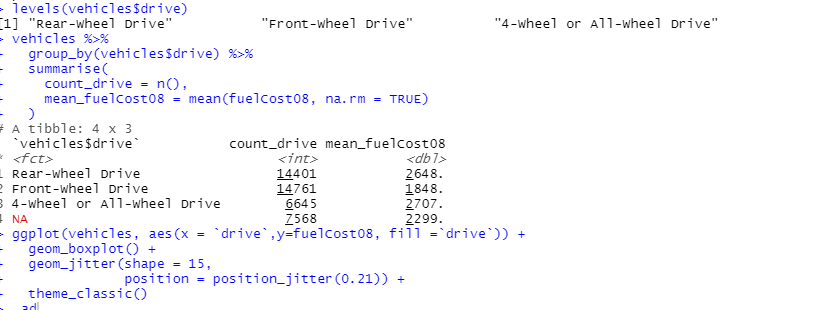 > levels(vehicles$drive)
[1] "Rear-Wheel Drive" "Front-Wheel Drive" "4-Wheel or All-Wheel Drive"
> vehicles %>%
+ group_by(vehicles$drive) %>%
+ summarise(
+ count_drive = n(),
+ mean_fuelCost08 = mean(fuelCost08, na.rm = TRUE)
+ )
# A tibble: 4 x 3
`vehicles$drive` count_drive mean_fuelCost08
* <fct> <int> <dbl>
1 Rear-Wheel Drive 14401 2648.
2 Front-Wheel Drive 14761 1848.
3 4-Wheel or All-Wheel Drive 6645 2707.
4 NA 7568 2299.
> ggplot(vehicles, aes(x = `drive`,y=fuelCost08, fill =`drive`)) +
+ geom_boxplot() +
+ geom_jitter(shape = 15,
+ position = position_jitter(0.21)) +
+ theme_classic()
> ad